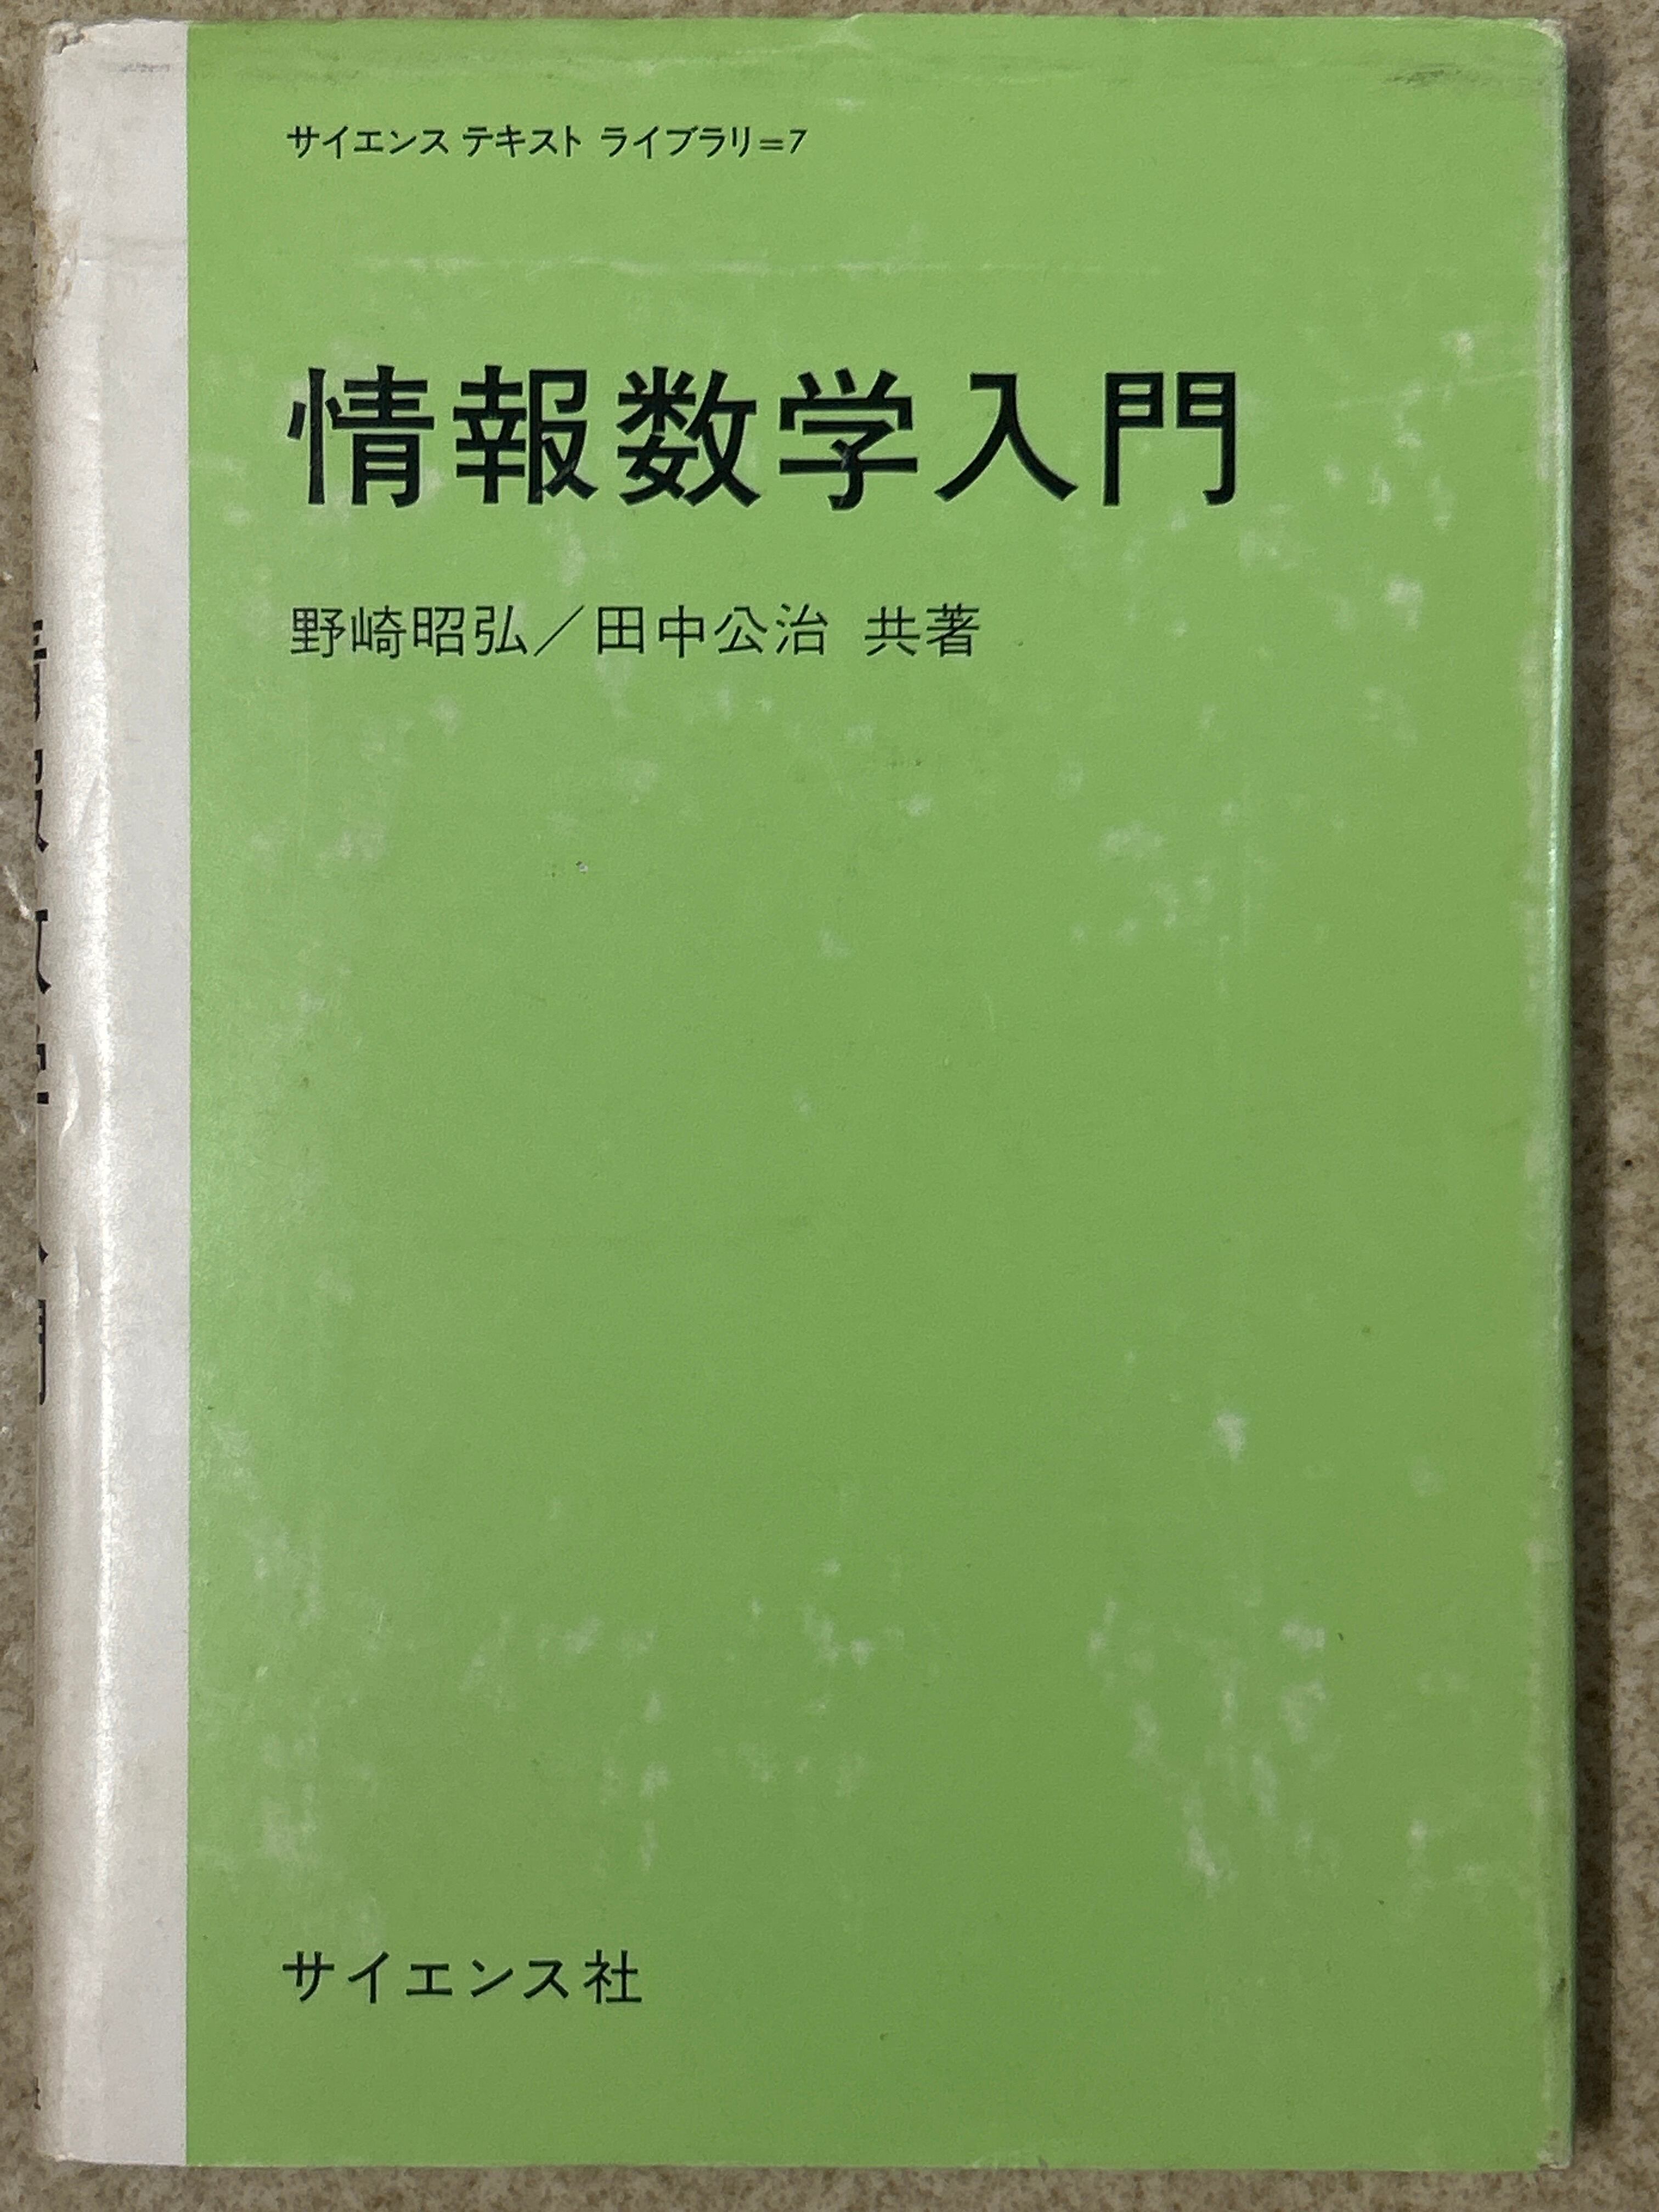 サイエンス テキスト ライブラリ=7
情報数学入門
野崎昭弘／田中公治 共著
サイエンス社